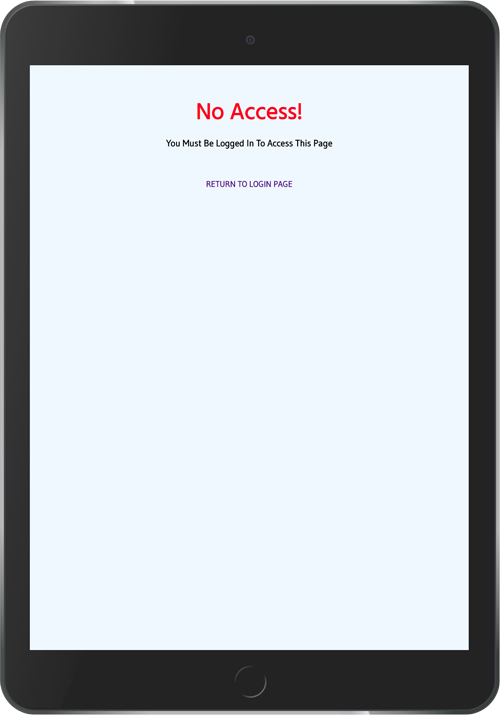 No Access!
You Must Be Logged In To Access This Page
RETURN TO LOGIN PAGE